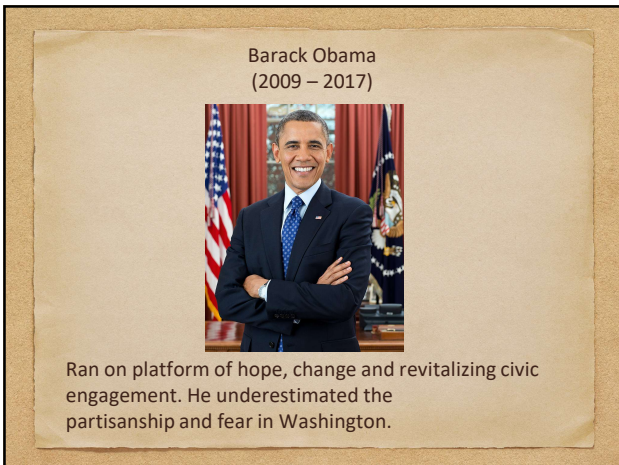 Barack Obama
(2009 – 2017)
Ran on platform of hope, change and revitalizing civic
engagement. He underestimated the
partisanship and fear in Washington.